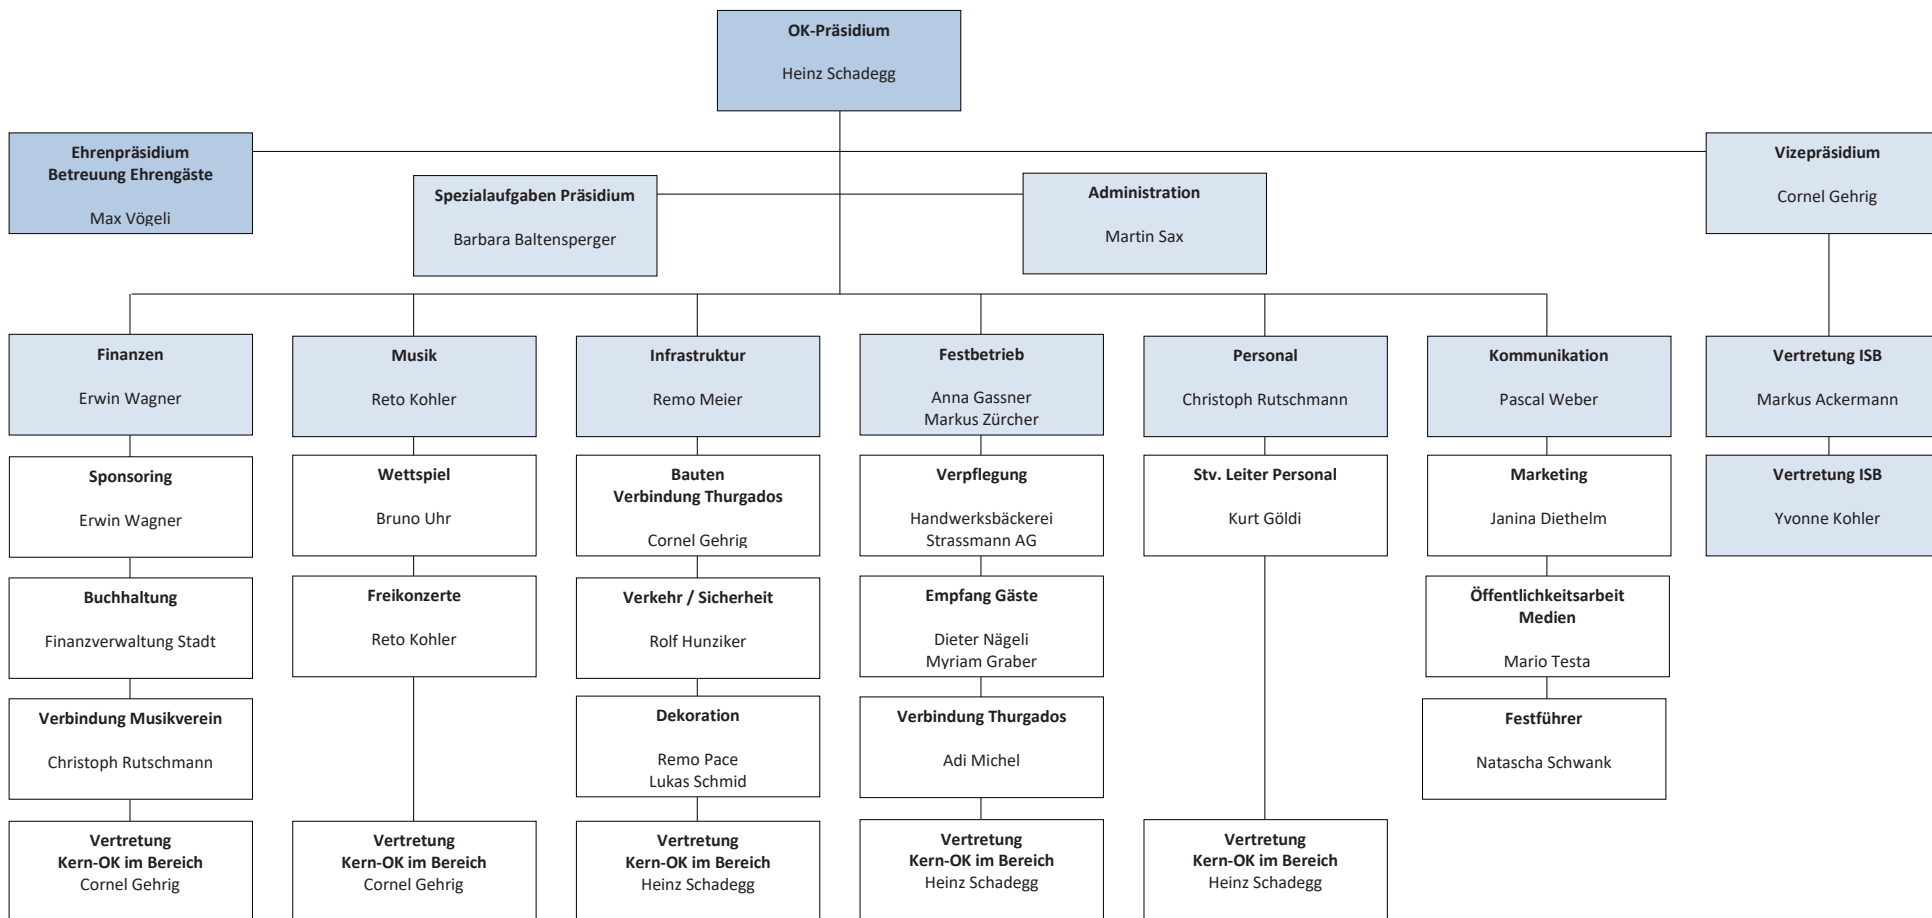 OK-Präsidium
Heinz Schadegg
Ehrenpräsidium
Betreuung Ehrengäste
Max Vögeli
Spezialaufgaben Präsidium
Barbara Baltensperger
Administration
Martin Sax
Vizepräsidium
Cornel Gehrig
Finanzen
Erwin Wagner
Sponsoring
Erwin Wagner
Buchhaltung
Finanzverwaltung Stadt
Verbindung Musikverein
Christoph Rutschmann
Vertretung
Kern-OK im Bereich
Cornel Gehrig
Musik
Reto Kohler
Wettspiel
Bruno Uhr
Freikonzerte
Reto Kohler
Vertretung
Kern-OK im Bereich
Cornel Gehrig
Infrastruktur
Remo Meier
Bauten
Verbindung Thurgados
Cornel Gehrig
Verkehr / Sicherheit
Rolf Hunziker
Dekoration
Remo Pace
Lukas Schmid
Vertretung
Kern-OK im Bereich
Heinz Schadegg
Festbetrieb
Anna Gassner
Markus Zürcher
Verpflegung
Handwerksbäckerei
Strassmann AG
Empfang Gäste
Dieter Nägeli
Myriam Graber
Verbindung Thurgados
Adi Michel
Vertretung
Kern-OK im Bereich
Heinz Schadegg
Personal
Christoph Rutschmann
Stv. Leiter Personal
Kurt Göldi
Vertretung
Kern-OK im Bereich
Heinz Schadegg
Kommunikation
Pascal Weber
Marketing
Janina Diethelm
Öffentlichkeitsarbeit
Medien
Mario Testa
Festführer
Natascha Schwank
Vertretung ISB
Markus Ackermann
Vertretung ISB
Yvonne Kohler